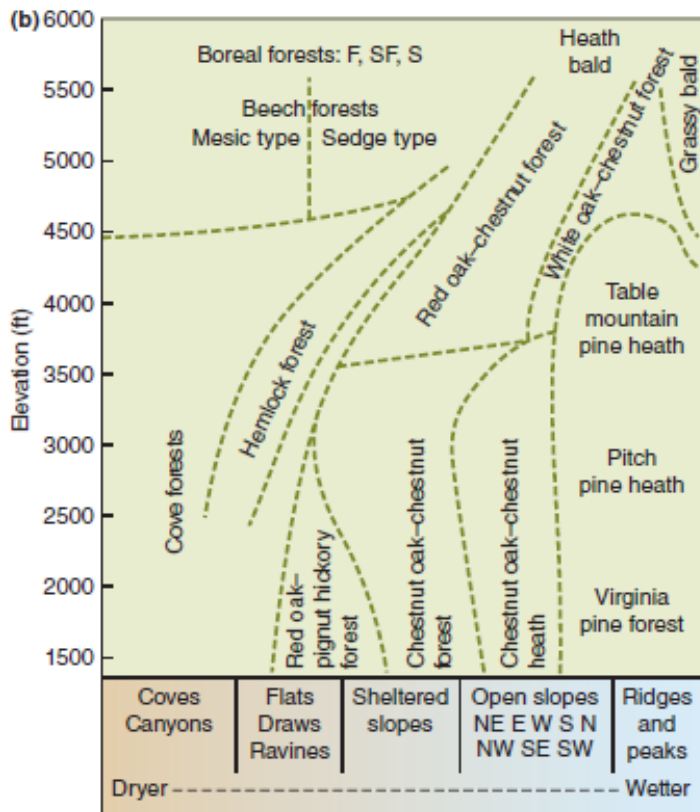 (b)
6000
5500
5000
4500
4000
3500
3000
2500
2000
1500
Elevation (ft)
Boreal forests: F, SF, S
Beech forests
Mesic type
Sedge type
Heath
bald
Grassy bald
White oak–chestnut forest
Red oak–chestnut forest
Table
mountain
pine heath
Hemlock forest
Cove forests
Pitch
pine heath
Red oak–
pignut hickory
forest
Chestnut oak–chestnut
forest
Chestnut oak–chestnut
heath
Virginia
pine forest
Coves
Canyons
Flats
Draws
Ravines
Sheltered
slopes
Open slopes
NE E W S N
NW SE SW
Ridges
and
peaks
Dryer
Wetter